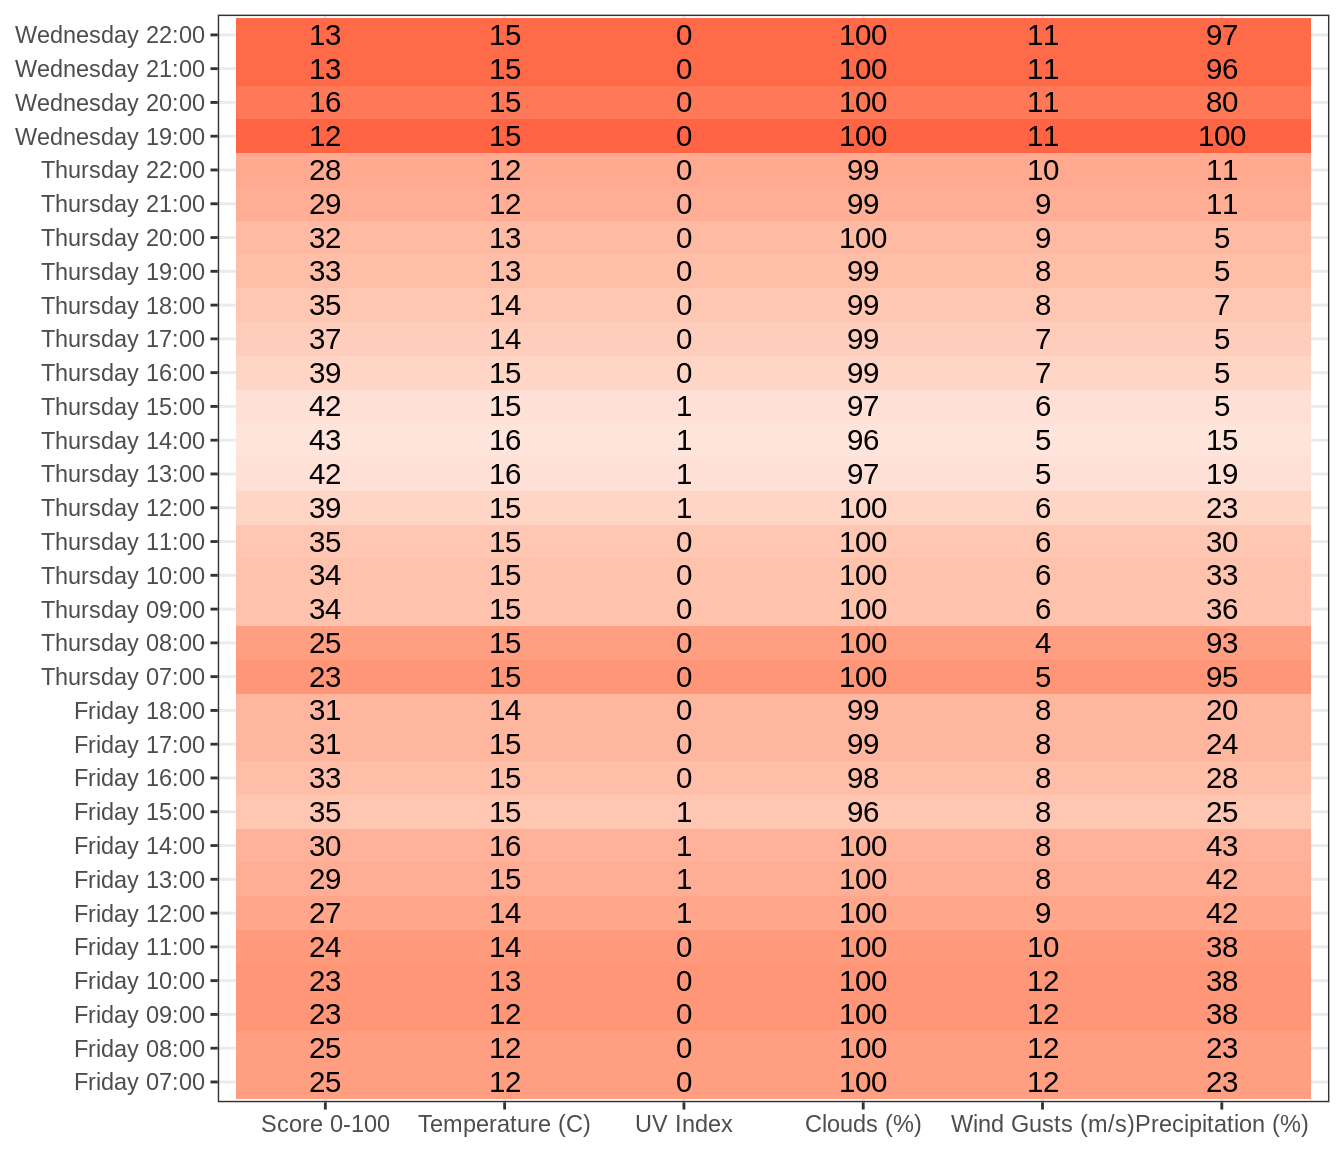 Wednesday 22:00 13 15 0 100 11 97
Wednesday 21:00 13 15 0 100 11 96
Wednesday 20:00 16 15 0 100 11 80
Wednesday 19:00 12 15 0 100 11 100
Thursday 22:00 28 12 0 99 10 11
Thursday 21:00 29 12 0 99 9 11
Thursday 20:00 32 13 0 100 9 5
Thursday 19:00 33 13 0 99 8 5
Thursday 18:00 35 14 0 99 8 7
Thursday 17:00 37 14 0 99 7 5
Thursday 16:00 39 15 0 99 7 5
Thursday 15:00 42 15 1 97 6 5
Thursday 14:00 43 16 1 96 5 15
Thursday 13:00 42 16 1 97 5 19
Thursday 12:00 39 15 1 100 6 23
Thursday 11:00 35 15 0 100 6 30
Thursday 10:00 34 15 0 100 6 33
Thursday 09:00 34 15 0 100 6 36
Thursday 08:00 25 15 0 100 4 93
Thursday 07:00 23 15 0 100 5 95
Friday 18:00 31 14 0 99 8 20
Friday 17:00 31 15 0 99 8 24
Friday 16:00 33 15 0 98 8 28
Friday 15:00 35 15 1 96 8 25
Friday 14:00 30 16 1 100 8 43
Friday 13:00 29 15 1 100 8 42
Friday 12:00 27 14 1 100 9 42
Friday 11:00 24 14 0 100 10 38
Friday 10:00 23 13 0 100 12 38
Friday 09:00 23 12 0 100 12 38
Friday 08:00 25 12 0 100 12 23
Friday 07:00 25 12 0 100 12 23
Score 0-100 Temperature (C) UV Index Clouds (%) Wind Gusts (m/s) Precipitation (%)